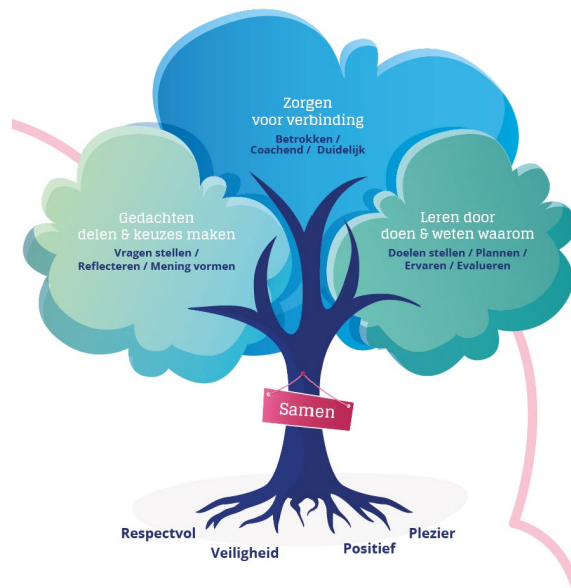 Zorgen
voor verbinding
Betrokken /
Coachend / Duidelijk
Gedachten
delen & keuzes maken
Vragen stellen /
Reflecteren / Mening vormen
Leren door
doen & weten waarom
Doelen stellen / Plannen /
Ervaren / Evalueren
Samen
Respectvol
Veiligheid
Positief
Plezier